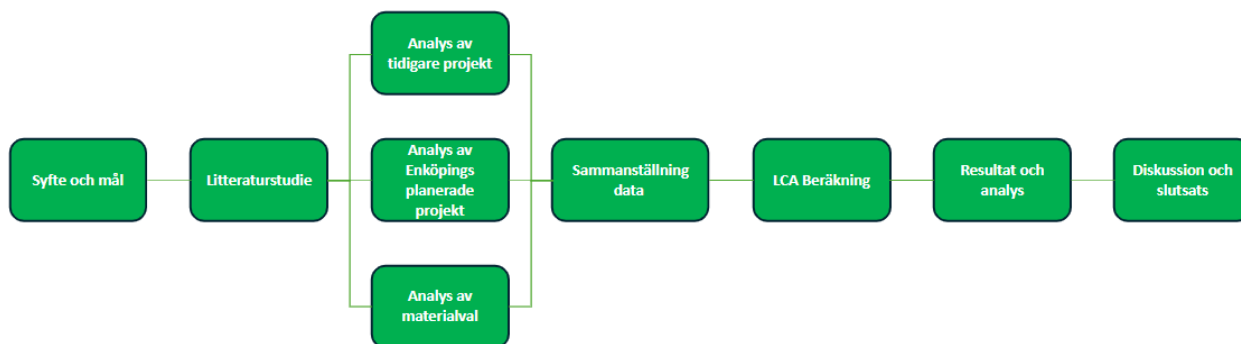 Syfte och mål
Litteraturstudie
Analys av
tidigare projekt
Analys av
Enköpings
planerade
projekt
Analys av
materialval
Sammanställning
data
LCA Beräkning
Resultat och
analys
Diskussion och
slutsats